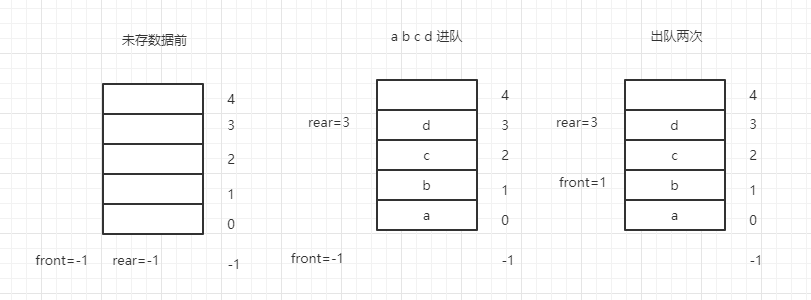 未存数据前
4
3
2
1
0
front=-1 rear=-1 -1
a b c d 进队
4
rear=3 d 3
c 2
b 1
a 0
front=-1 -1
出队两次
4
rear=3 d 3
c 2
front=1 b 1
a 0
-1